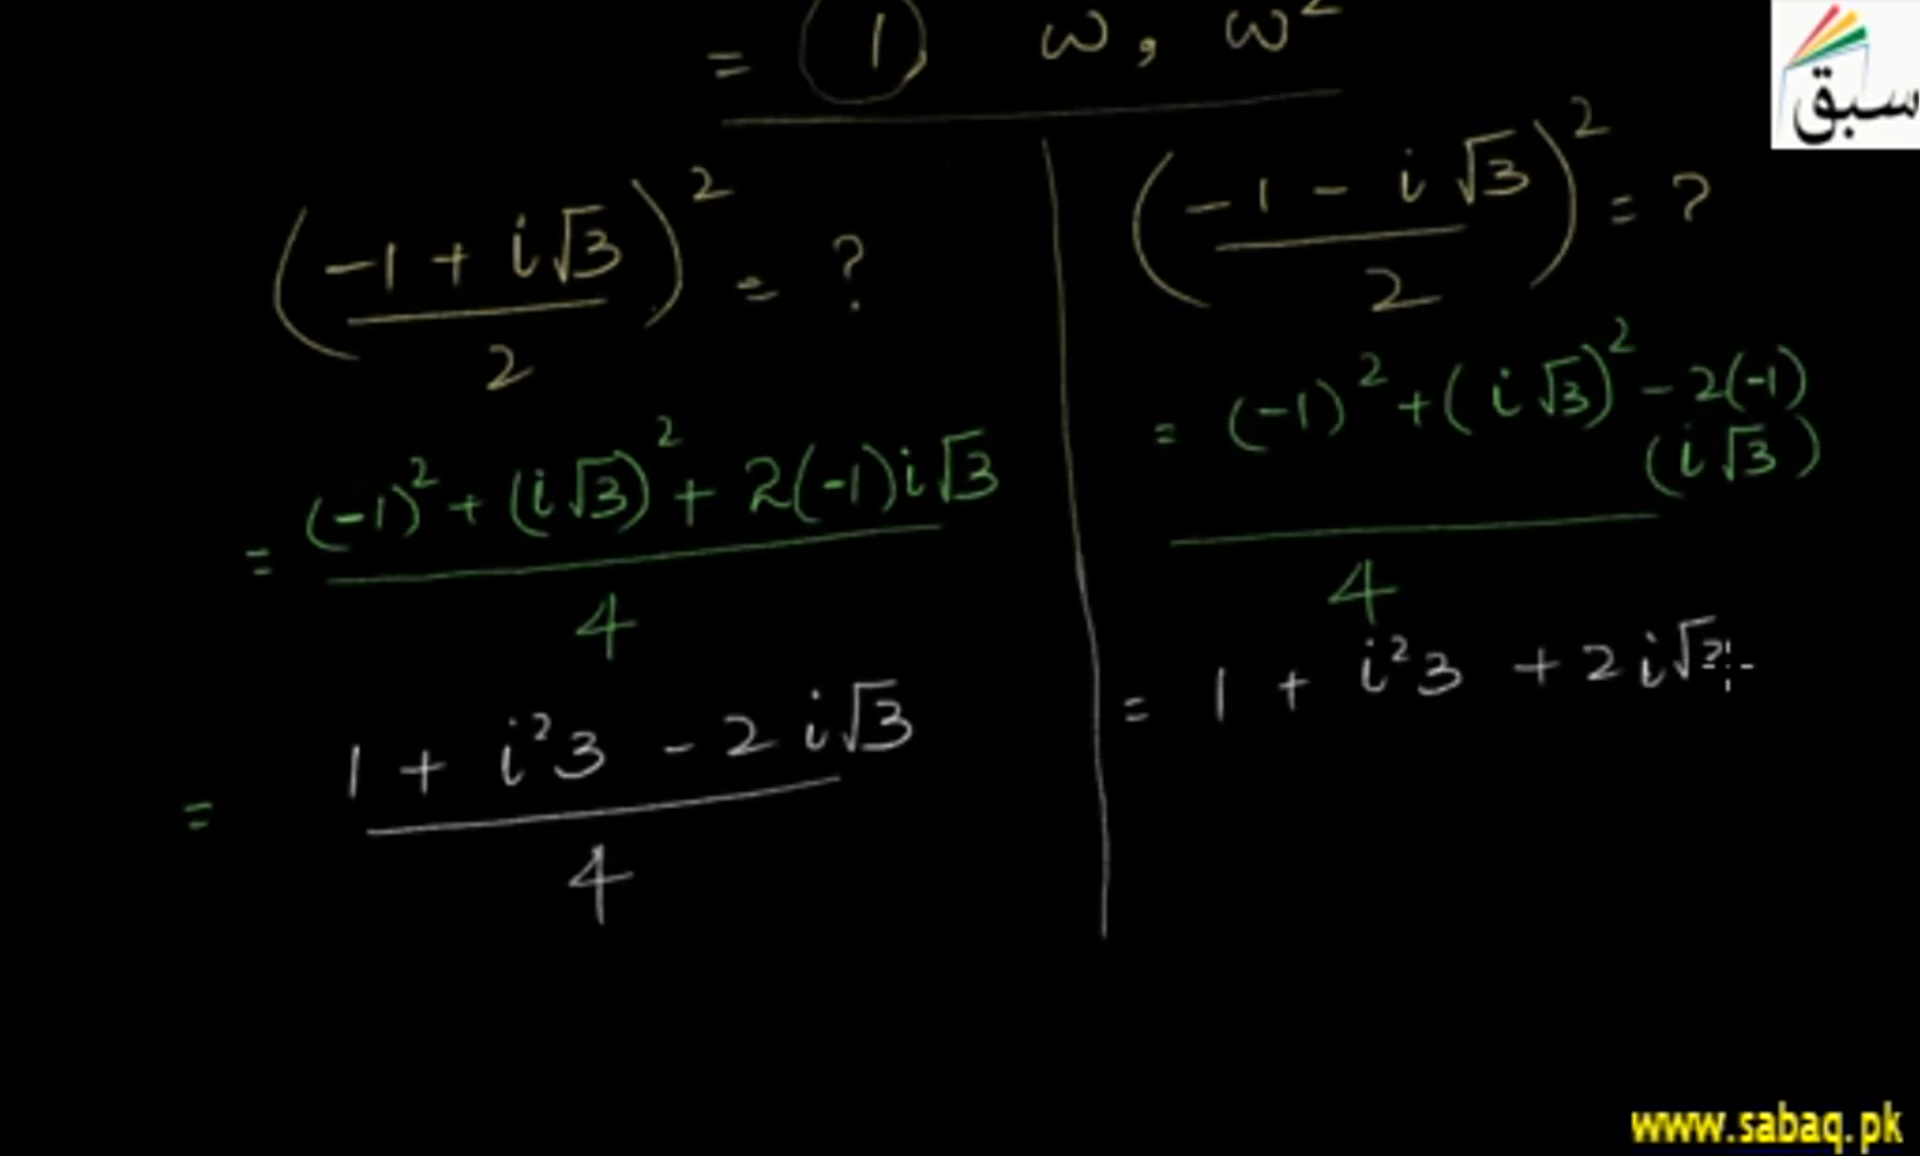 = 1 ω, ω²
سبق
((-1 + i√3)/2)² = ?
= ((-1)² + (i√3)² + 2(-1)i√3)/4
= (1 + i²3 - 2i√3)/4
((-1 - i√3)/2)² = ?
= ((-1)² + (i√3)² - 2(-1)(i√3))/4
= 1 + i²3 + 2i√3
www.sabaq.pk